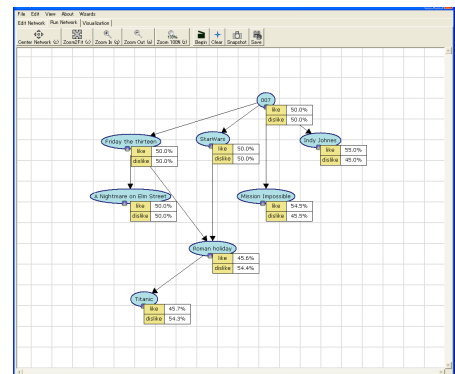 File Edit View About Wizards
Edit Network Run Network Visualization
Center Network (c) Zoom2Fit (x) Zoom In (q) Zoom Out (a) Zoom 100% (z) Begin Clear Snapshot Save
007
like 50.0%
dislike 50.0%
Friday the thirteen
like 50.0%
dislike 50.0%
StarWars
like 50.0%
dislike 50.0%
Indy Johnes
like 55.0%
dislike 45.0%
A Nightmare on Elm Street
like 50.0%
dislike 50.0%
Mission Impossible
like 54.5%
dislike 45.5%
Roman holiday
like 45.6%
dislike 54.4%
Titanic
like 45.7%
dislike 54.3%